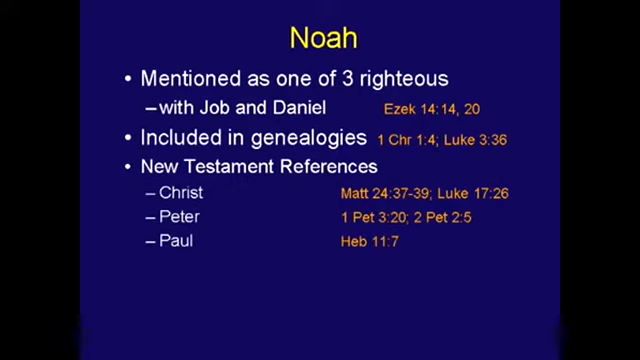 Noah
• Mentioned as one of 3 righteous
–with Job and Daniel Ezek 14:14, 20
• Included in genealogies 1 Chr 1:4; Luke 3:36
• New Testament References
– Christ Matt 24:37-39; Luke 17:26
– Peter 1 Pet 3:20; 2 Pet 2:5
– Paul Heb 11:7